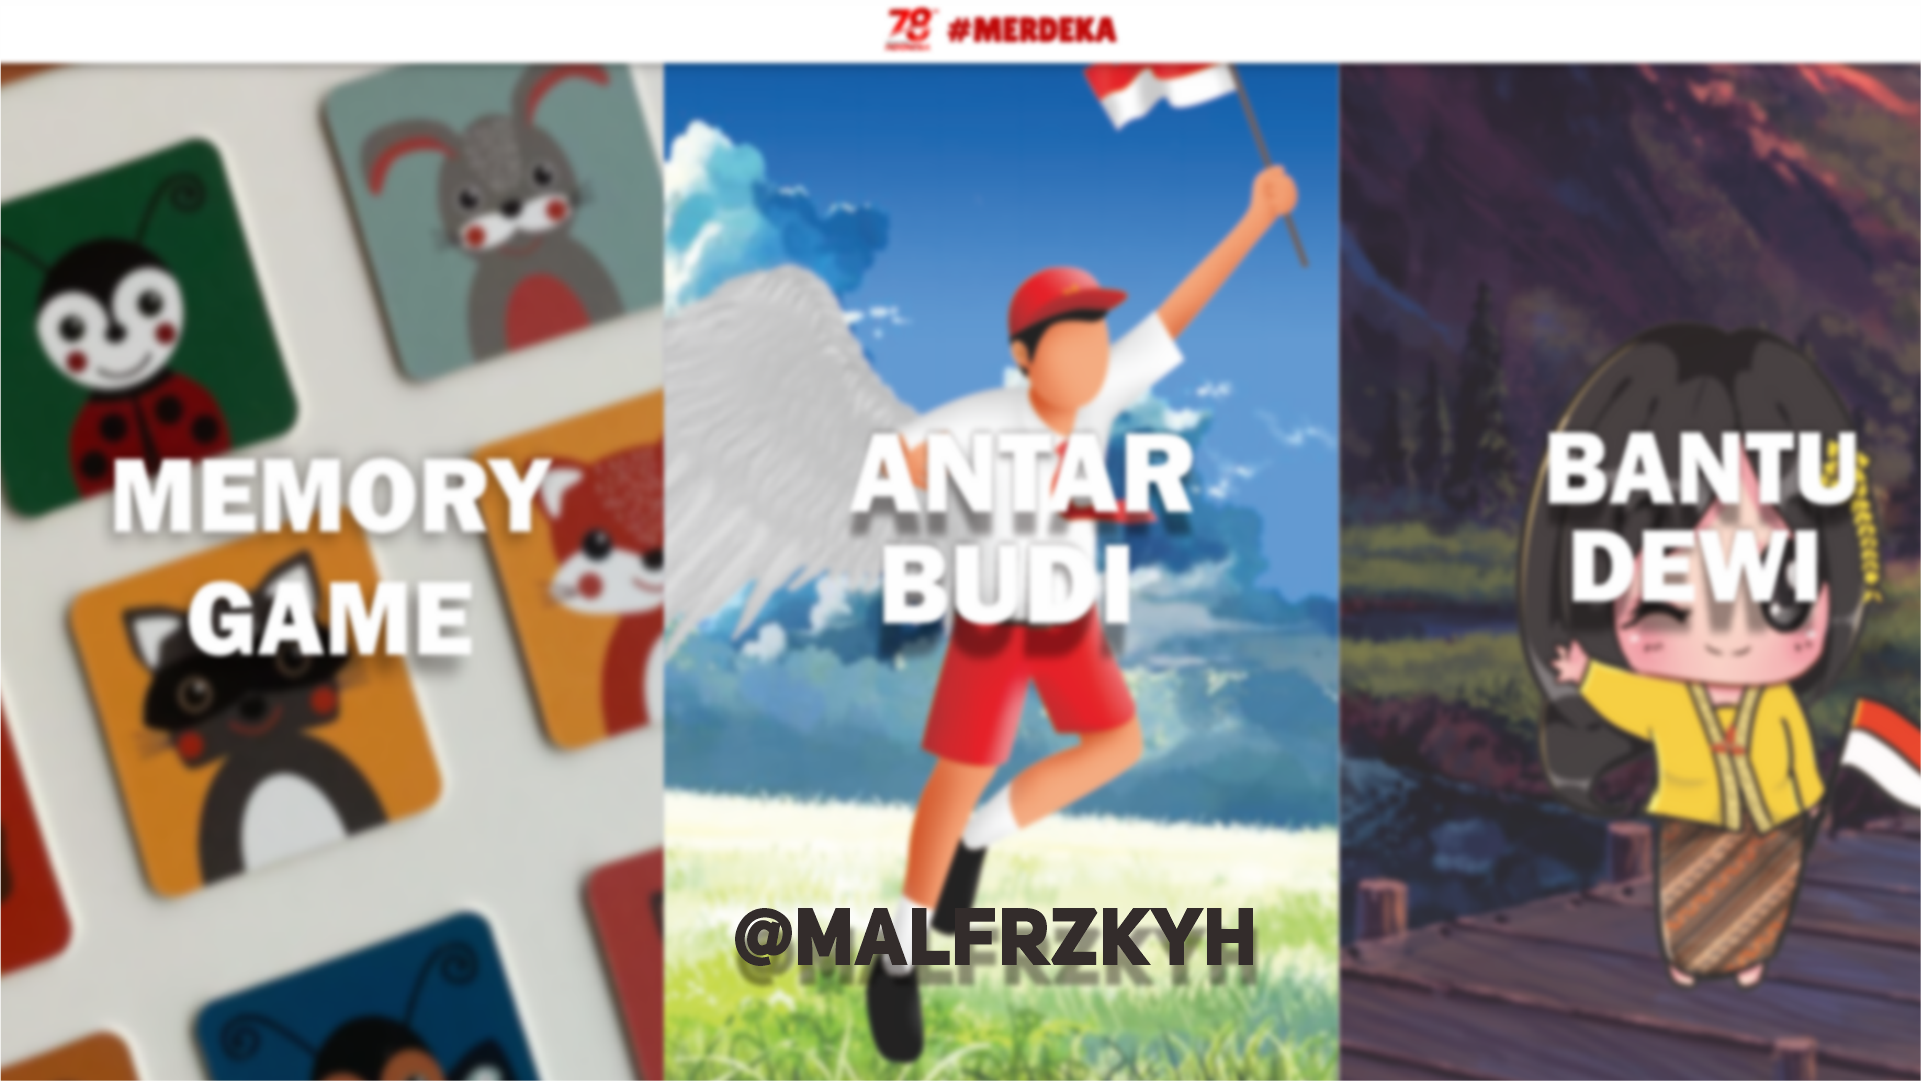 78 #MERDEKA
MEMORY
GAME
ANTAR
BUDI
BANTU
DEWI
@MALFRZKYH